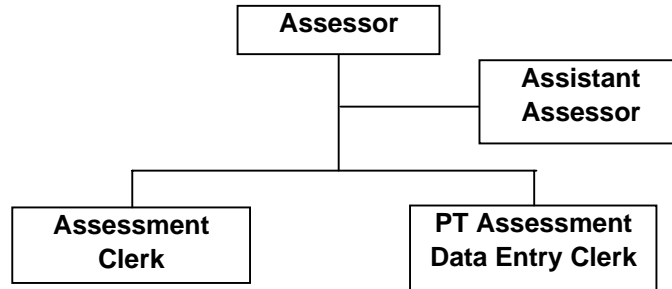 Assessor
Assistant
Assessor
Assessment
Clerk
PT Assessment
Data Entry Clerk